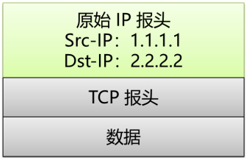 原始 IP 报头
Src-IP：1.1.1.1
Dst-IP：2.2.2.2
TCP 报头
数据